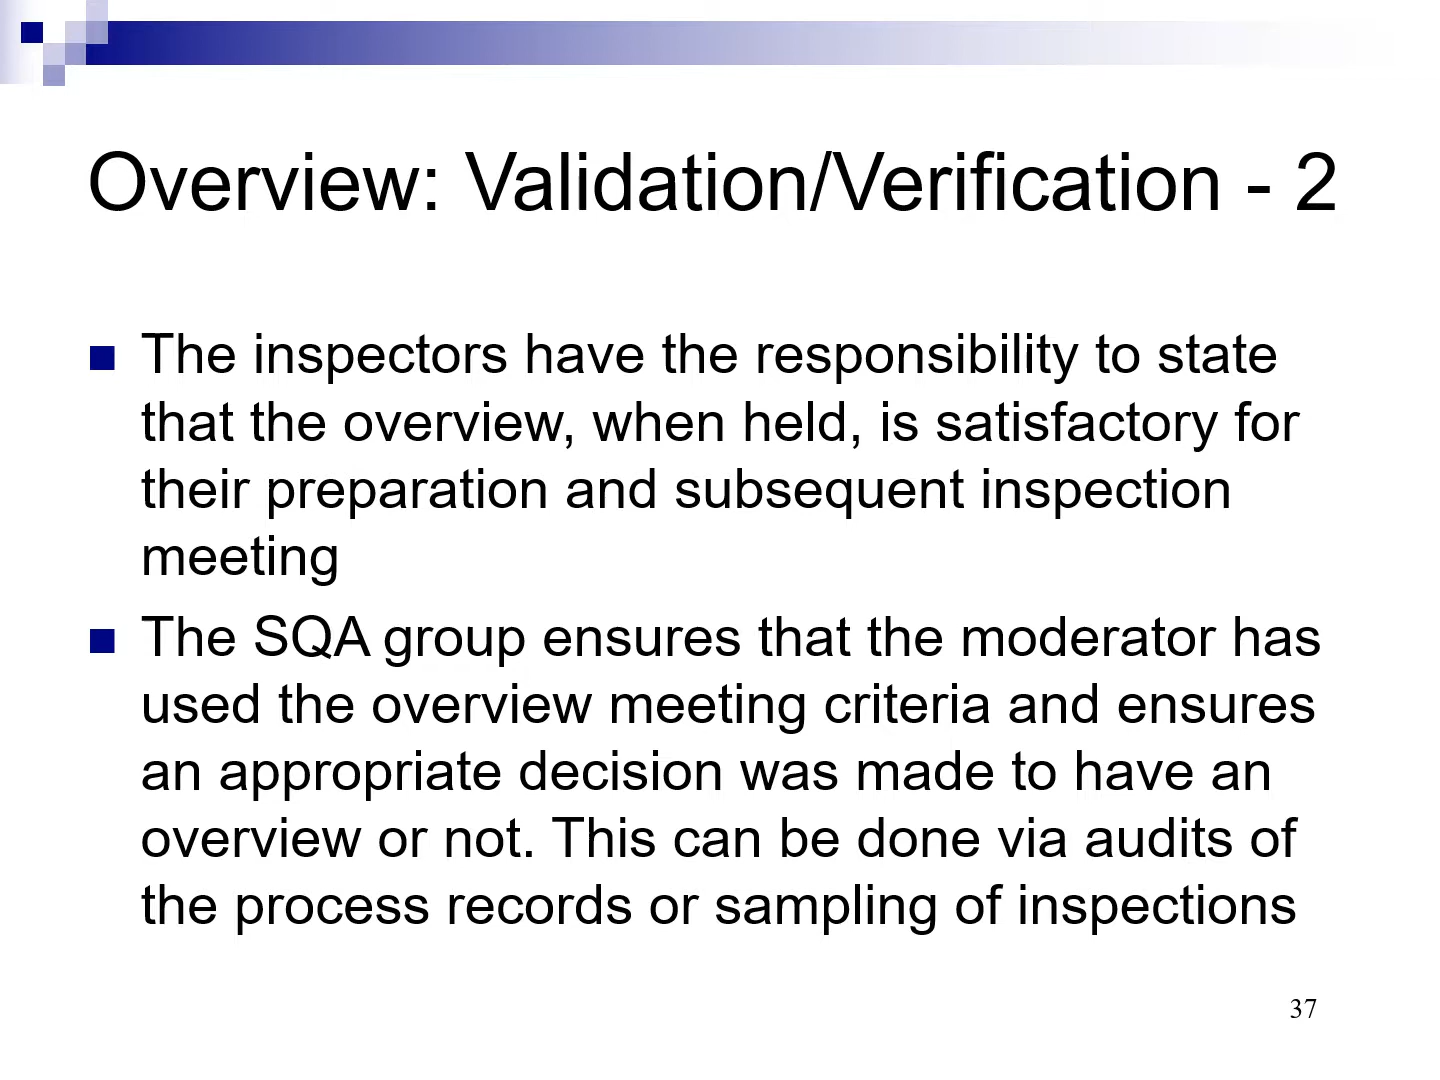 Overview: Validation/Verification - 2
The inspectors have the responsibility to state
that the overview, when held, is satisfactory for
their preparation and subsequent inspection
meeting
The SQA group ensures that the moderator has
used the overview meeting criteria and ensures
an appropriate decision was made to have an
overview or not. This can be done via audits of
the process records or sampling of inspections
37